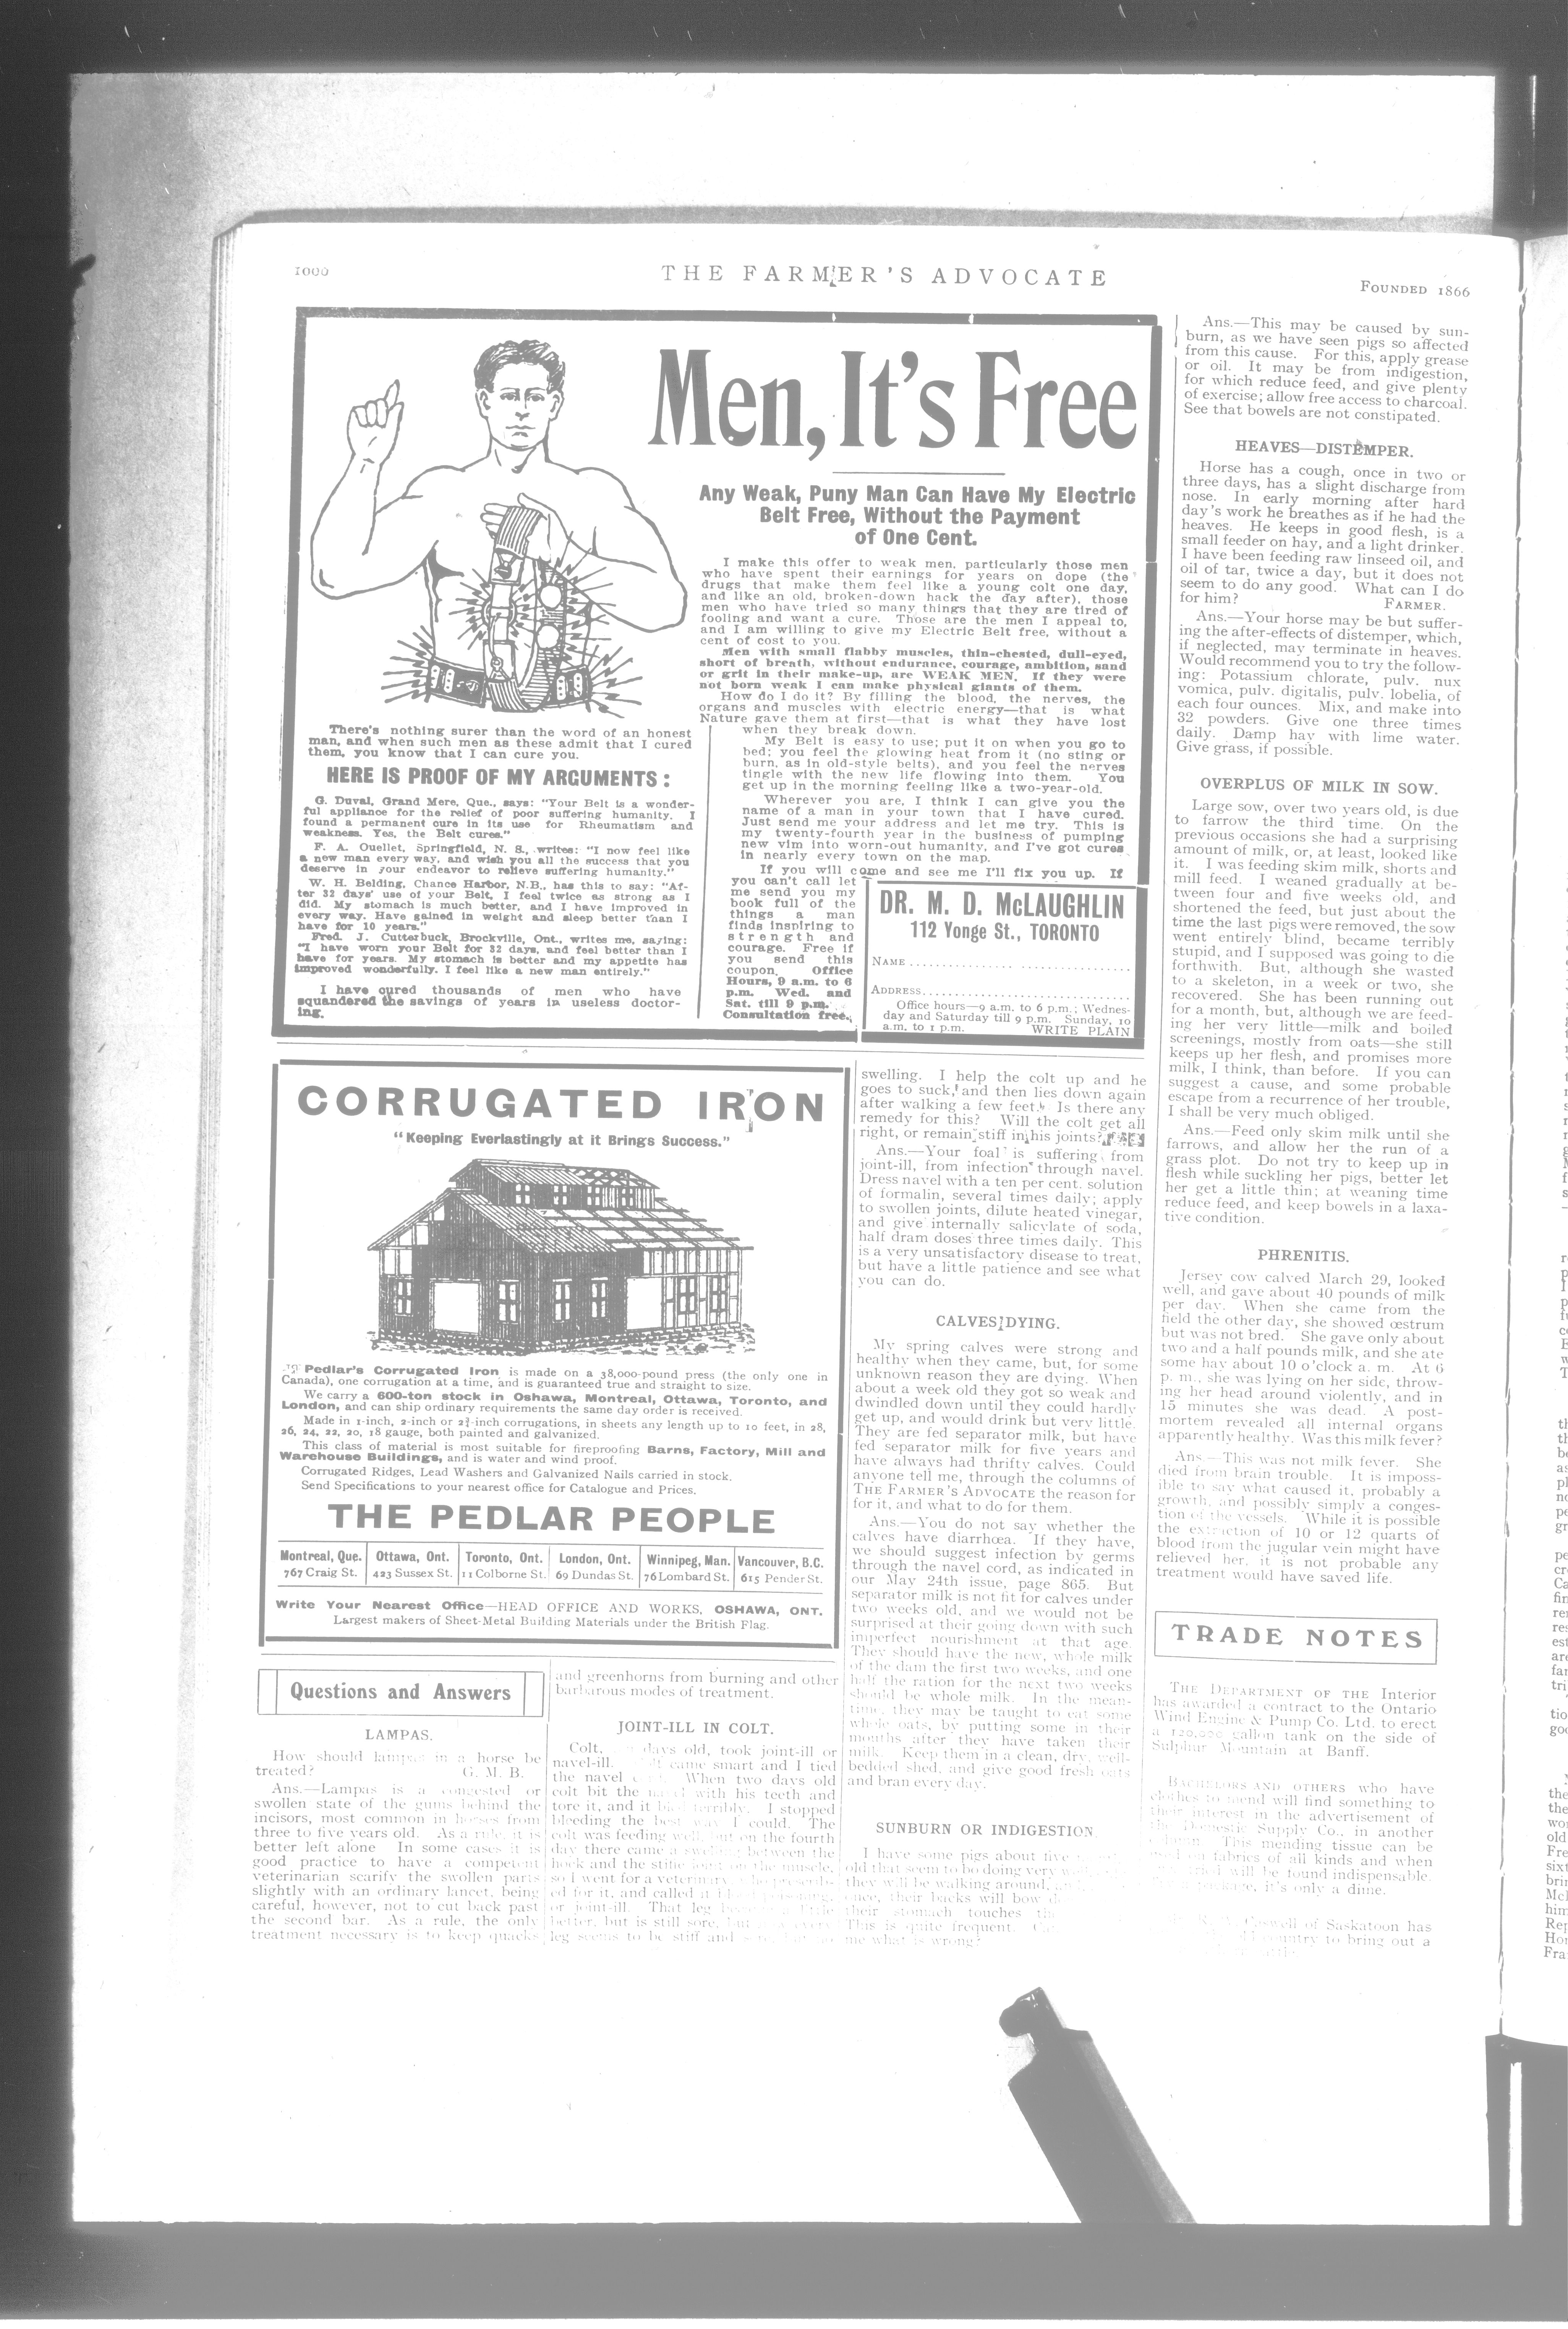 1000
THE FARMER'S ADVOCATE
FOUNDED 1866
Men, It's Free
Any Weak, Puny Man Can Have My Electric
Belt Free, Without the Payment
of One Cent.
I make this offer to weak men, particularly those men
who have spent their earnings for years on dope (the
drugs that make them feel like a young colt one day,
and like an old, broken-down hack the day after), those
men who have tried so many things that they are tired of
fooling and want a cure. Those are the men I appeal to,
and I am willing to give my Electric Belt free, without a
cent of cost to you.
Men with small flabby muscles, thin-chested, dull-eyed,
short of breath, without endurance, courage, ambition, sand
or grit in their make-up, are WEAK MEN. If they were
not born weak I can make physical giants of them.
How do I do it? By filling the blood, the nerves, the
organs and muscles with electric energy—that is what
Nature gave them at first—that is what they have lost
when they break down.
My Belt is easy to use; put it on when you go to
bed; you feel the glowing heat from it (no sting or
burn, as in old-style belts), and you feel the nerves
tingle with the new life flowing into them. You
get up in the morning feeling like a two-year-old.
Wherever you are, I think I can give you the
name of a man in your town that I have cured.
Just send me your address and let me try. This is
my twenty-fourth year in the business of pumping
new vim into worn-out humanity, and I've got cures
in nearly every town on the map.
If you will come and see me I'll fix you up. If
you can't call let
me send you my
book full of the
things a man
finds inspiring to
strength and
courage. Free if
you send this
coupon. Office
Hours, 9 a.m. to 6
p.m. Wed. and
Sat. till 9 p.m.
Consultation free.
DR. M. D. McLAUGHLIN
112 Yonge St., TORONTO
NAME
ADDRESS
Office hours—9 a.m. to 6 p.m.; Wednes-
day and Saturday till 9 p.m. Sunday, 10
a.m. to 1 p.m. WRITE PLAIN
There's nothing surer than the word of an honest
man, and when such men as these admit that I cured
them, you know that I can cure you.
HERE IS PROOF OF MY ARGUMENTS:
G. Duval, Grand Mere, Que., says: "Your Belt is a wonder-
ful appliance for the relief of poor suffering humanity. I
found a permanent cure in its use for Rheumatism and
weakness. Yes, the Belt cures."
F. A. Ouellet, Springfield, N. S., writes: "I now feel like
a new man every way, and wish you all the success that you
deserve in your endeavor to relieve suffering humanity."
W. H. Belding, Chance Harbor, N.B., has this to say: "Af-
ter 32 days' use of your Belt, I feel twice as strong as I
did. My stomach is much better, and I have improved in
every way. Have gained in weight and sleep better than I
have for 10 years."
Fred. J. Cutterbuck, Brockville, Ont., writes me, saying:
"I have worn your Belt for 32 days, and feel better than I
have for years. My stomach is better and my appetite has
improved wonderfully. I feel like a new man entirely."
I have cured thousands of men who have
squandered the savings of years in useless doctor-
ing.
CORRUGATED IRON
"Keeping Everlastingly at it Brings Success."
Pedlar's Corrugated Iron is made on a 38,000-pound press (the only one in
Canada), one corrugation at a time, and is guaranteed true and straight to size.
We carry a 600-ton stock in Oshawa, Montreal, Ottawa, Toronto, and
London, and can ship ordinary requirements the same day order is received.
Made in 1-inch, 2-inch or 2½-inch corrugations, in sheets any length up to 10 feet, in 28,
26, 24, 22, 20, 18 gauge, both painted and galvanized.
This class of material is most suitable for fireproofing Barns, Factory, Mill and
Warehouse Buildings, and is water and wind proof.
Corrugated Ridges, Lead Washers and Galvanized Nails carried in stock.
Send Specifications to your nearest office for Catalogue and Prices.
THE PEDLAR PEOPLE
Montreal, Que. Ottawa, Ont. Toronto, Ont. London, Ont. Winnipeg, Man. Vancouver, B.C.
767 Craig St. 423 Sussex St. 11 Colborne St. 69 Dundas St. 76 Lombard St. 615 Pender St.
Write Your Nearest Office—HEAD OFFICE AND WORKS, OSHAWA, ONT.
Largest makers of Sheet-Metal Building Materials under the British Flag.
Questions and Answers
LAMPAS.
How should lampas in a horse be
treated? G. M. B.
Ans.—Lampas is a congested or
swollen state of the gums behind the
incisors, most common in horses from
three to five years old. As a rule, it is
better left alone In some cases it is
good practice to have a competent
veterinarian scarify the swollen parts
slightly with an ordinary lancet, being
careful, however, not to cut back past
the second bar. As a rule, the only
treatment necessary is to keep quacks
and greenhorns from burning and other
barbarous modes of treatment.
JOINT-ILL IN COLT.
Colt, days old, took joint-ill or
navel-ill. came smart and I tied
the navel When two days old
colt bit the navel with his teeth and
tore it, and it bled terribly. I stopped
bleeding the best way I could. The
colt was feeding well, but on the fourth
day there came a swelling between the
hock and the stifle joint on the muscle,
so I went for a veterinary, who prescrib-
ed for it, and called it blood poisoning,
or joint-ill. That leg is a little
better, but is still sore, but
leg seems to be stiff and
swelling. I help the colt up and he
goes to suck, and then lies down again
after walking a few feet. Is there any
remedy for this? Will the colt get all
right, or remain stiff in his joints?
Ans.—Your foal is suffering from
joint-ill, from infection through navel.
Dress navel with a ten per cent. solution
of formalin, several times daily; apply
to swollen joints, dilute heated vinegar,
and give internally salicylate of soda,
half dram doses three times daily. This
is a very unsatisfactory disease to treat,
but have a little patience and see what
you can do.
CALVES DYING.
My spring calves were strong and
healthy when they came, but, for some
unknown reason they are dying. When
about a week old they got so weak and
dwindled down until they could hardly
get up, and would drink but very little.
They are fed separator milk, but have
fed separator milk for five years and
have always had thrifty calves. Could
anyone tell me, through the columns of
THE FARMER'S ADVOCATE the reason for
for it, and what to do for them.
Ans.—You do not say whether the
calves have diarrhœa. If they have,
we should suggest infection by germs
through the navel cord, as indicated in
our May 24th issue, page 865. But
separator milk is not fit for calves under
two weeks old, and we would not be
surprised at their going down with such
imperfect nourishment at that age.
They should have the new, whole milk
of the dam the first two weeks, and one
half the ration for the next two weeks
should be whole milk. In the mean-
time, they may be taught to eat some
whole oats, by putting some in their
mouths after they have taken their
milk. Keep them in a clean, dry, well-
bedded shed, and give good fresh oats
and bran every day.
SUNBURN OR INDIGESTION
I have some pigs about five
old that seem to bo doing very
they will be walking around,
once, their backs will bow
their stomach touches
This is quite frequent.
me what is wrong?
Ans.—This may be caused by sun-
burn, as we have seen pigs so affected
from this cause. For this, apply grease
or oil. It may be from indigestion,
for which reduce feed, and give plenty
of exercise; allow free access to charcoal.
See that bowels are not constipated.
HEAVES—DISTEMPER.
Horse has a cough, once in two or
three days, has a slight discharge from
nose. In early morning after hard
day's work he breathes as if he had the
heaves. He keeps in good flesh, is a
small feeder on hay, and a light drinker.
I have been feeding raw linseed oil, and
oil of tar, twice a day, but it does not
seem to do any good. What can I do
for him? FARMER.
Ans.—Your horse may be but suffer-
ing the after-effects of distemper, which,
if neglected, may terminate in heaves.
Would recommend you to try the follow-
ing: Potassium chlorate, pulv. nux
vomica, pulv. digitalis, pulv. lobelia, of
each four ounces. Mix, and make into
32 powders. Give one three times
daily. Damp hay with lime water.
Give grass, if possible.
OVERPLUS OF MILK IN SOW.
Large sow, over two years old, is due
to farrow the third time. On the
previous occasions she had a surprising
amount of milk, or, at least, looked like
it. I was feeding skim milk, shorts and
mill feed. I weaned gradually at be-
tween four and five weeks old, and
shortened the feed, but just about the
time the last pigs were removed, the sow
went entirely blind, became terribly
stupid, and I supposed was going to die
forthwith. But, although she wasted
to a skeleton, in a week or two, she
recovered. She has been running out
for a month, but, although we are feed-
ing her very little—milk and boiled
screenings, mostly from oats—she still
keeps up her flesh, and promises more
milk, I think, than before. If you can
suggest a cause, and some probable
escape from a recurrence of her trouble,
I shall be very much obliged.
Ans.—Feed only skim milk until she
farrows, and allow her the run of a
grass plot. Do not try to keep up in
flesh while suckling her pigs, better let
her get a little thin; at weaning time
reduce feed, and keep bowels in a laxa-
tive condition.
PHRENITIS.
Jersey cow calved March 29, looked
well, and gave about 40 pounds of milk
per day. When she came from the
field the other day, she showed œstrum
but was not bred. She gave only about
two and a half pounds milk, and she ate
some hay about 10 o'clock a. m. At 6
p. m., she was lying on her side, throw-
ing her head around violently, and in
15 minutes she was dead. A post-
mortem revealed all internal organs
apparently healthy. Was this milk fever?
Ans.—This was not milk fever. She
died from brain trouble. It is imposs-
ible to say what caused it, probably a
growth, and possibly simply a conges-
tion of the vessels. While it is possible
the extraction of 10 or 12 quarts of
blood from the jugular vein might have
relieved her, it is not probable any
treatment would have saved life.
TRADE NOTES
THE DEPARTMENT OF THE Interior
has awarded a contract to the Ontario
Wind Engine & Pump Co. Ltd. to erect
a 120,000 gallon tank on the side of
Sulphur Mountain at Banff.
BACHELORS AND OTHERS who have
clothes to mend will find something to
their interest in the advertisement of
the Domestic Supply Co., in another
column. This mending tissue can be
used on fabrics of all kinds and when
will be found indispensable.
package, it's only a dime.
Caswell of Saskatoon has
country to bring out a